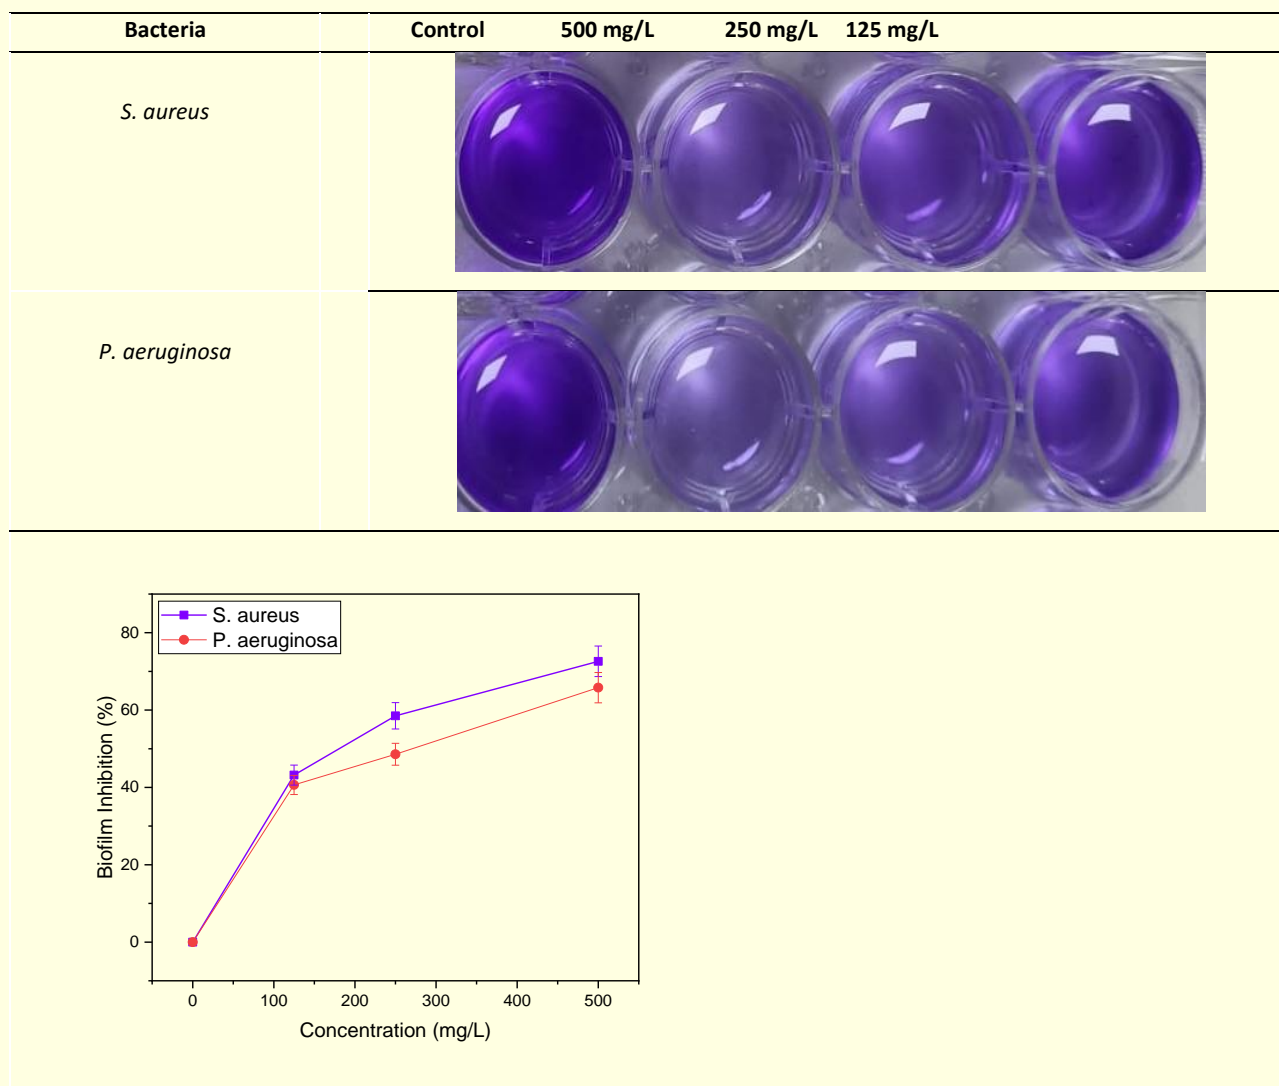 Bacteria Control 500 mg/L 250 mg/L 125 mg/L
S. aureus
P. aeruginosa
S. aureus
P. aeruginosa
80
60
40
20
0
Biofilm Inhibition (%)
0 100 200 300 400 500
Concentration (mg/L)